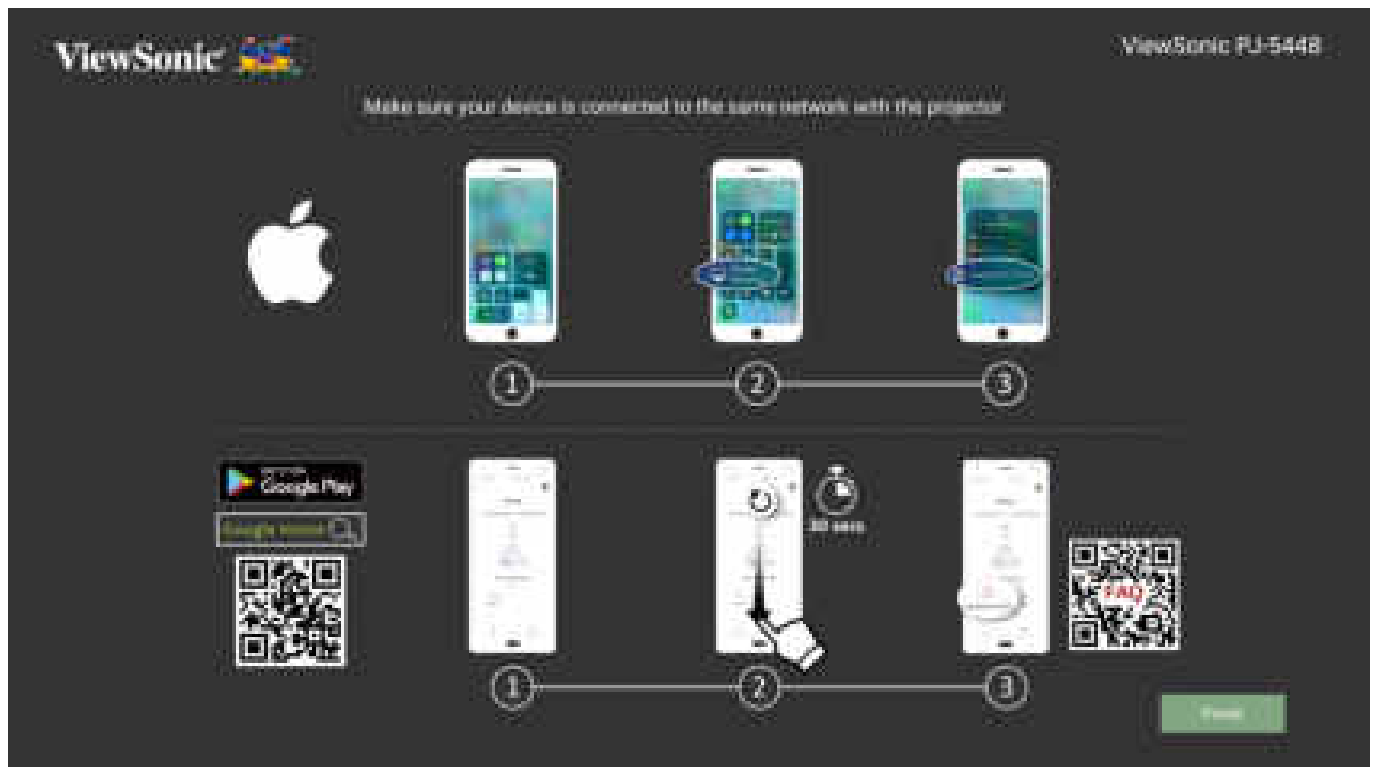 ViewSonic
ViewSonic PJ-5448
Make sure your device is connected to the same network with the projector
1
2
3
Google Play
Google Home
30 secs
FAQ
1
2
3